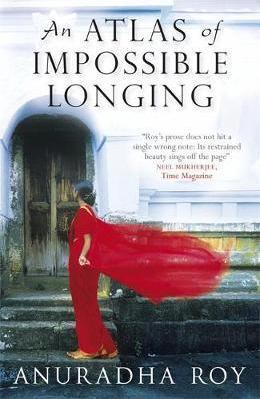 An ATLAS of
IMPOSSIBLE
LONGING
"Roy's prose does not hit a
single wrong note: Its restrained
beauty sings off the page"
NEEL MUKHERJEE,
Time Magazine
ANURADHA ROY